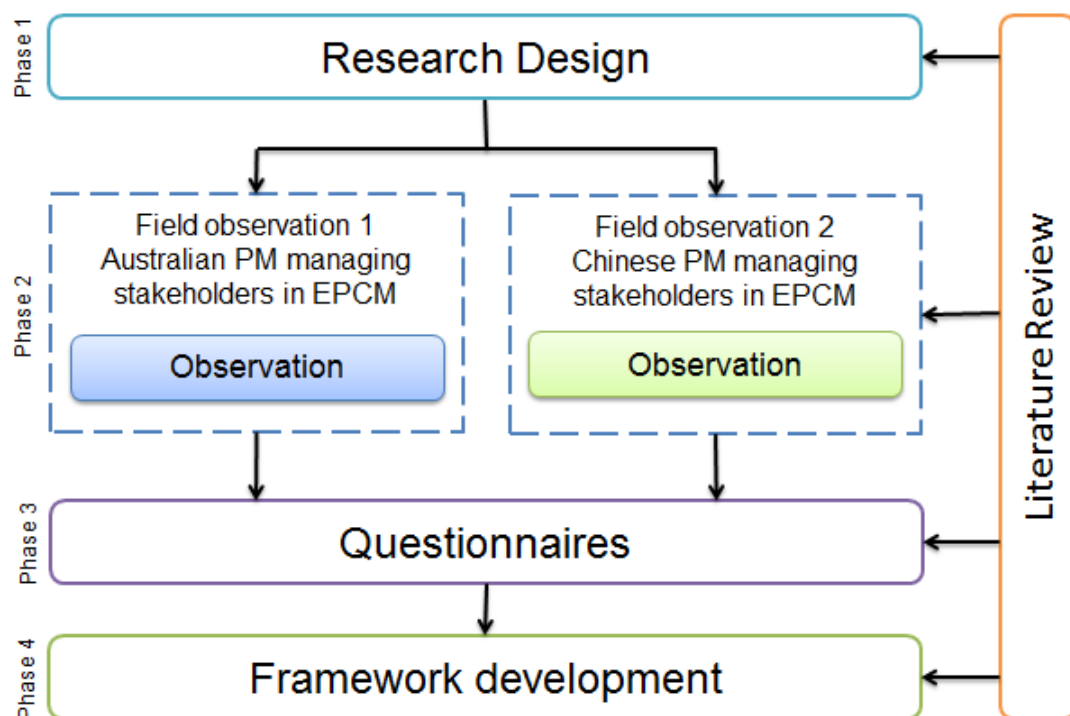 Phase 1
Research Design
Phase 2
Field observation 1
Australian PM managing
stakeholders in EPCM
Observation
Field observation 2
Chinese PM managing
stakeholders in EPCM
Observation
Phase 3
Questionnaires
Phase 4
Framework development
Literature Review